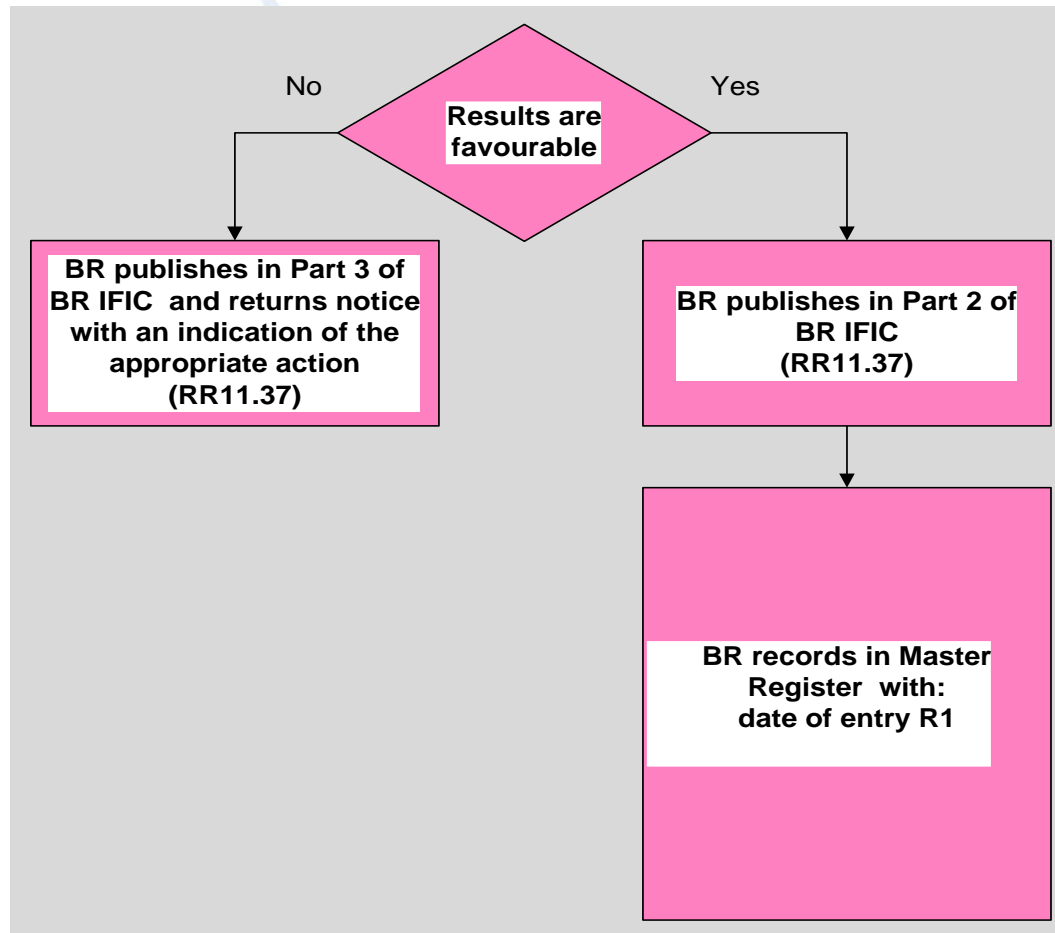 No
Yes
Results are
favourable
BR publishes in Part 3 of
BR IFIC and returns notice
with an indication of the
appropriate action
(RR11.37)
BR publishes in Part 2 of
BR IFIC
(RR11.37)
BR records in Master
Register with:
date of entry R1